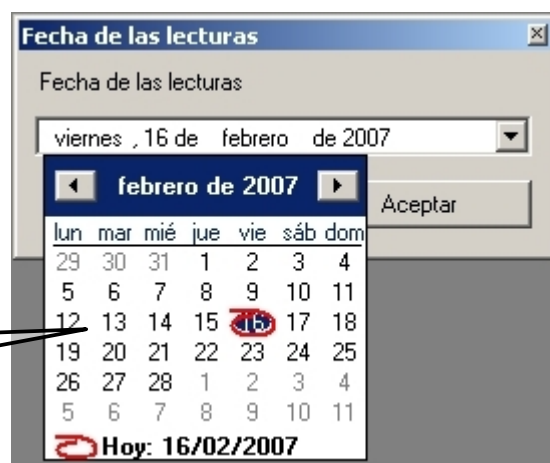 Fecha de las lecturas
Fecha de las lecturas
viernes , 16 de febrero de 2007
febrero de 2007
Aceptar
lun mar mié jue vie sáb dom
29 30 31 1 2 3 4
5 6 7 8 9 10 11
12 13 14 15 16 17 18
19 20 21 22 23 24 25
26 27 28 1 2 3 4
5 6 7 8 9 10 11
Hoy: 16/02/2007